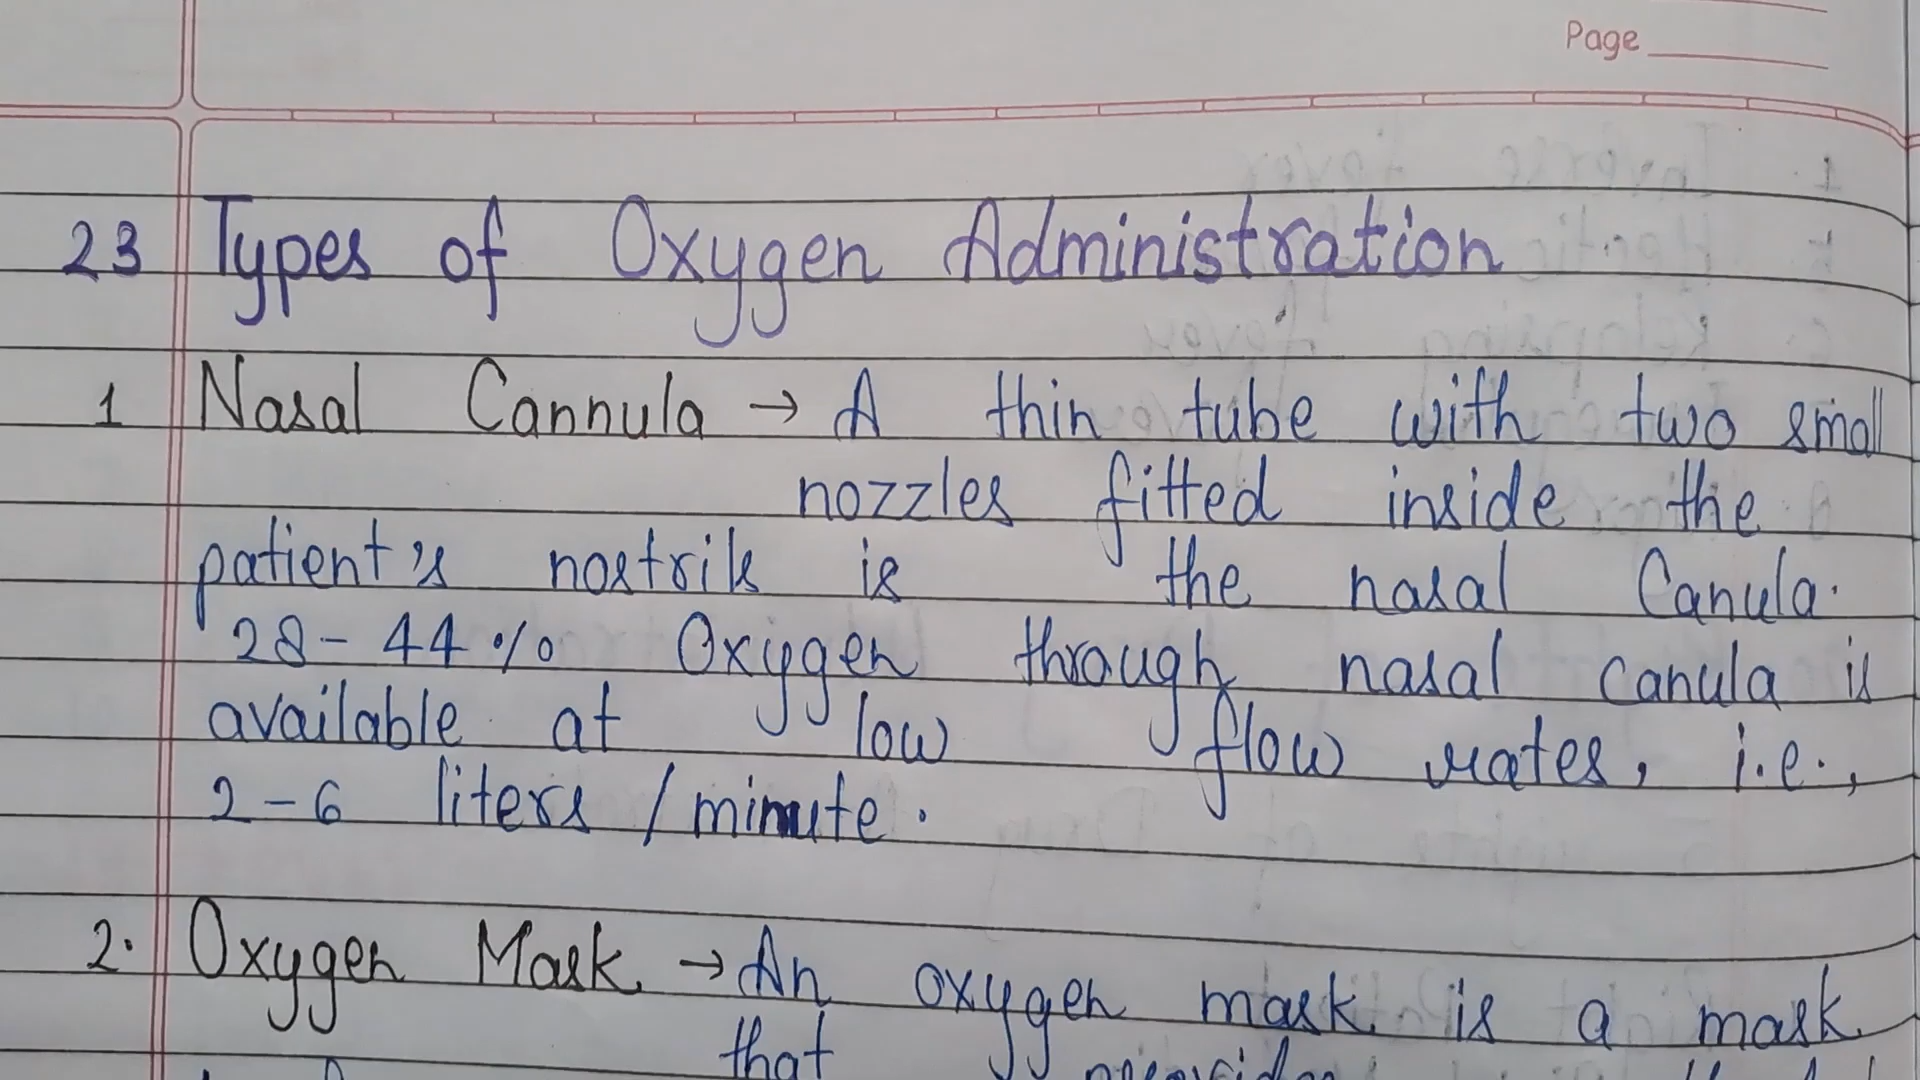 Page
23 Types of Oxygen Administration
1 Nasal Cannula → A thin tube with two small
nozzles fitted inside the
patient's nostrils is the nasal Canula.
28-44% Oxygen through nasal canula is
available at low flow rates, i.e.,
2-6 liters / minute.
2. Oxygen Mask → An oxygen mask is a mask
that